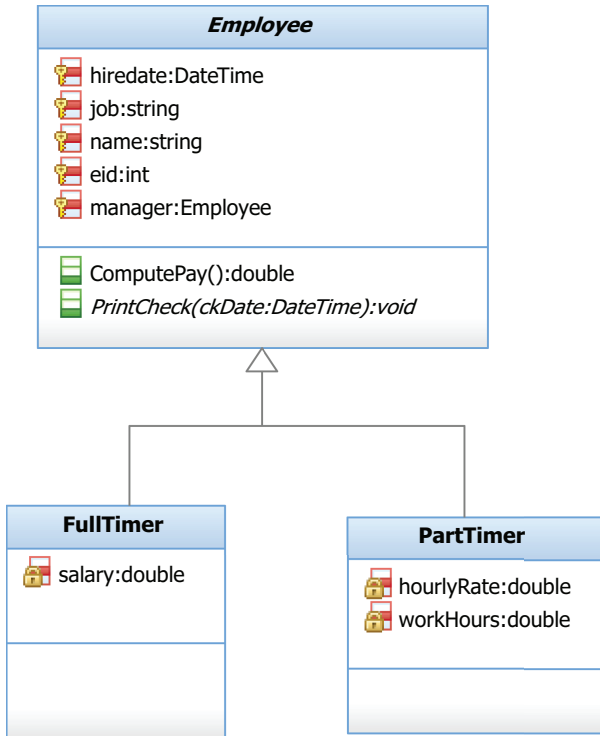 Employee
hiredate:DateTime
job:string
name:string
eid:int
manager:Employee
ComputePay():double
PrintCheck(ckDate:DateTime):void
FullTimer
salary:double
PartTimer
hourlyRate:double
workHours:double